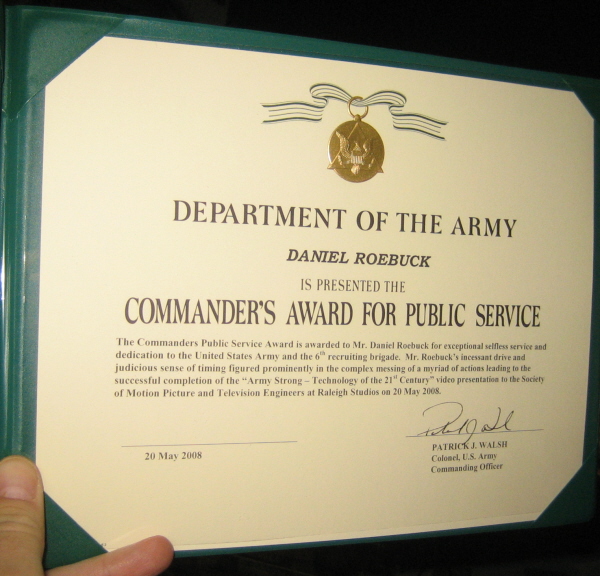 DEPARTMENT OF THE ARMY
DANIEL ROEBUCK
IS PRESENTED THE
COMMANDER'S AWARD FOR PUBLIC SERVICE
The Commanders Public Service Award is awarded to Mr. Daniel Roebuck for exceptional selfless service and
dedication to the United States Army and the 6th recruiting brigade. Mr. Roebuck's incessant drive and
judicious sense of timing figured prominently in the complex messing of a myriad of actions leading to the
successful completion of the “Army Strong – Technology of the 21st Century” video presentation to the Society
of Motion Picture and Television Engineers at Raleigh Studios on 20 May 2008.
20 May 2008
PATRICK J. WALSH
Colonel, U.S. Army
Commanding Officer